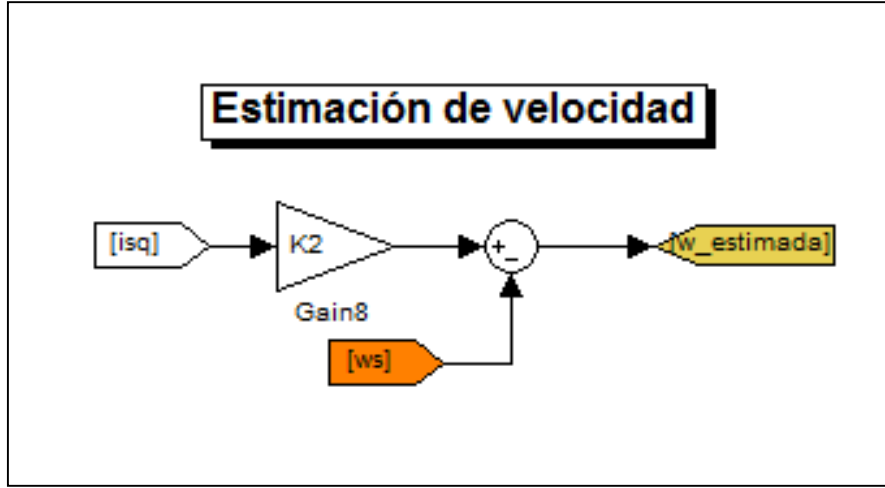 Estimación de velocidad
[isq]
K2
+
−
[w_estimada]
Gain8
[ws]